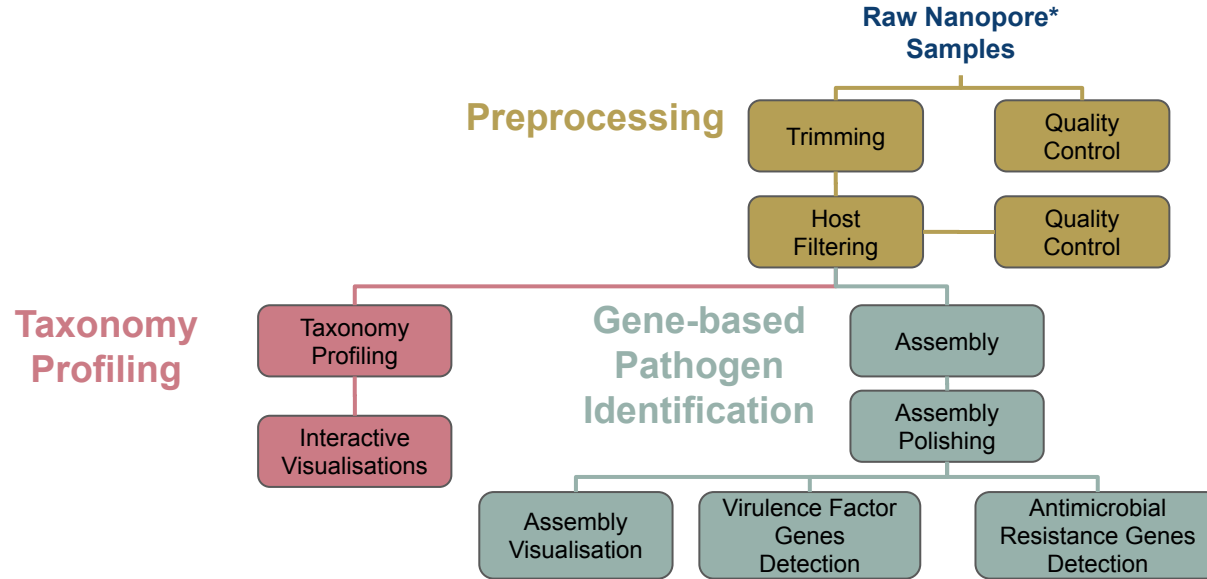 Raw Nanopore*
Samples
Preprocessing
Trimming
Quality
Control
Host
Filtering
Quality
Control
Taxonomy
Profiling
Taxonomy
Profiling
Gene-based
Pathogen
Identification
Assembly
Interactive
Visualisations
Assembly
Polishing
Assembly
Visualisation
Virulence Factor
Genes
Detection
Antimicrobial
Resistance Genes
Detection